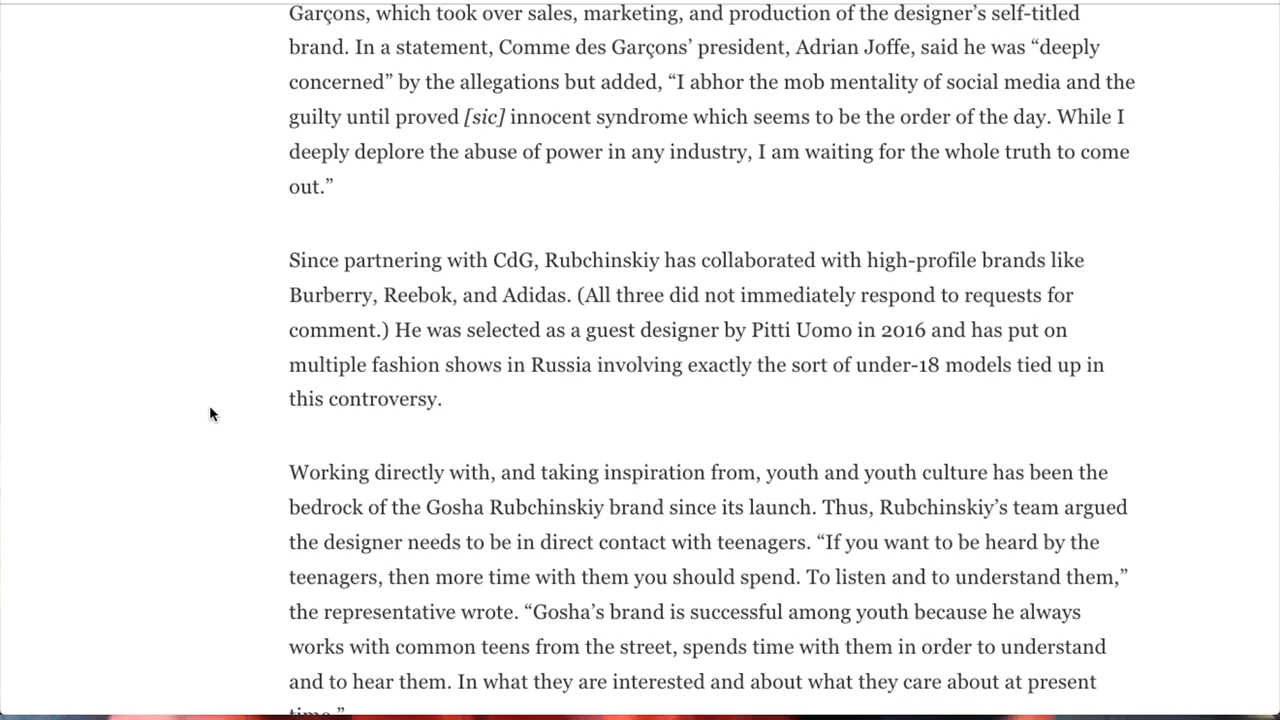 Garçons, which took over sales, marketing, and production of the designer’s self-titled
brand. In a statement, Comme des Garçons’ president, Adrian Joffe, said he was “deeply
concerned” by the allegations but added, “I abhor the mob mentality of social media and the
guilty until proved [sic] innocent syndrome which seems to be the order of the day. While I
deeply deplore the abuse of power in any industry, I am waiting for the whole truth to come
out.”
Since partnering with CdG, Rubchinskiy has collaborated with high-profile brands like
Burberry, Reebok, and Adidas. (All three did not immediately respond to requests for
comment.) He was selected as a guest designer by Pitti Uomo in 2016 and has put on
multiple fashion shows in Russia involving exactly the sort of under-18 models tied up in
this controversy.
Working directly with, and taking inspiration from, youth and youth culture has been the
bedrock of the Gosha Rubchinskiy brand since its launch. Thus, Rubchinskiy’s team argued
the designer needs to be in direct contact with teenagers. “If you want to be heard by the
teenagers, then more time with them you should spend. To listen and to understand them,”
the representative wrote. “Gosha’s brand is successful among youth because he always
works with common teens from the street, spends time with them in order to understand
and to hear them. In what they are interested and about what they care about at present
time.”